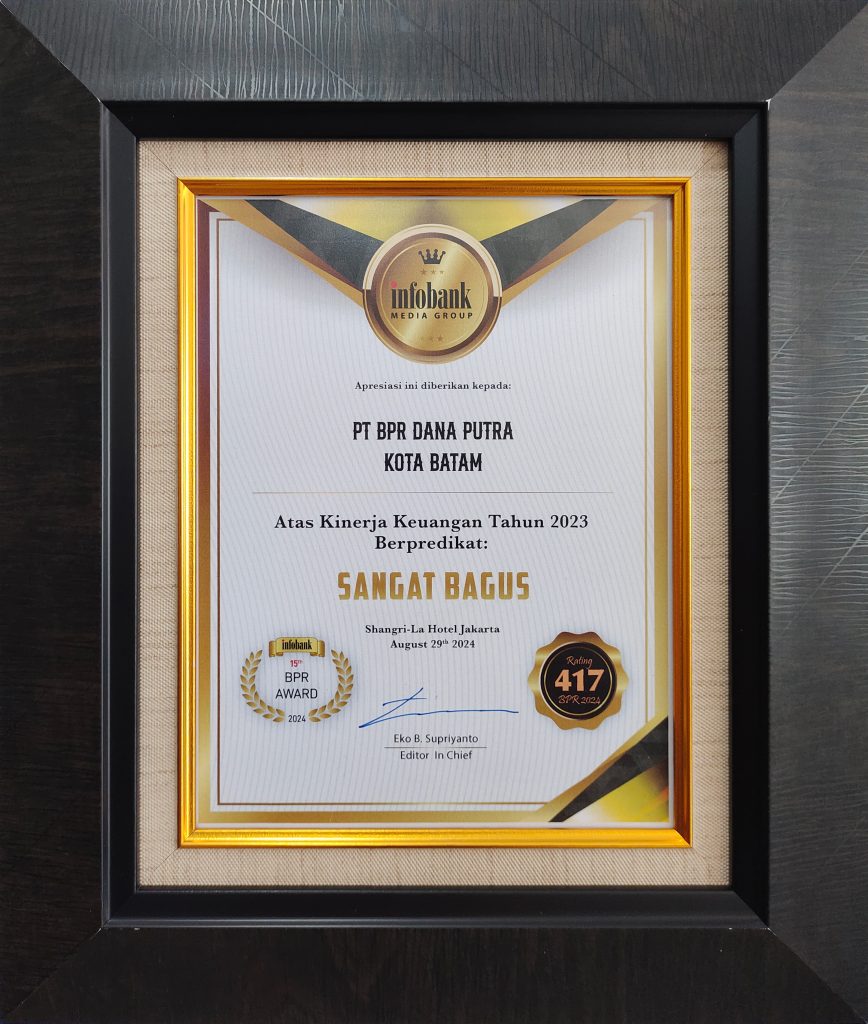 infobank
MEDIA GROUP
Apresiasi ini diberikan kepada:
PT BPR DANA PUTRA
KOTA BATAM
Atas Kinerja Keuangan Tahun 2023
Berpredikat:
SANGAT BAGUS
Shangri-La Hotel Jakarta
August 29th 2024
infobank
15th
BPR
AWARD
2024
Rating
417
BPR 2024
Eko B. Supriyanto
Editor In Chief